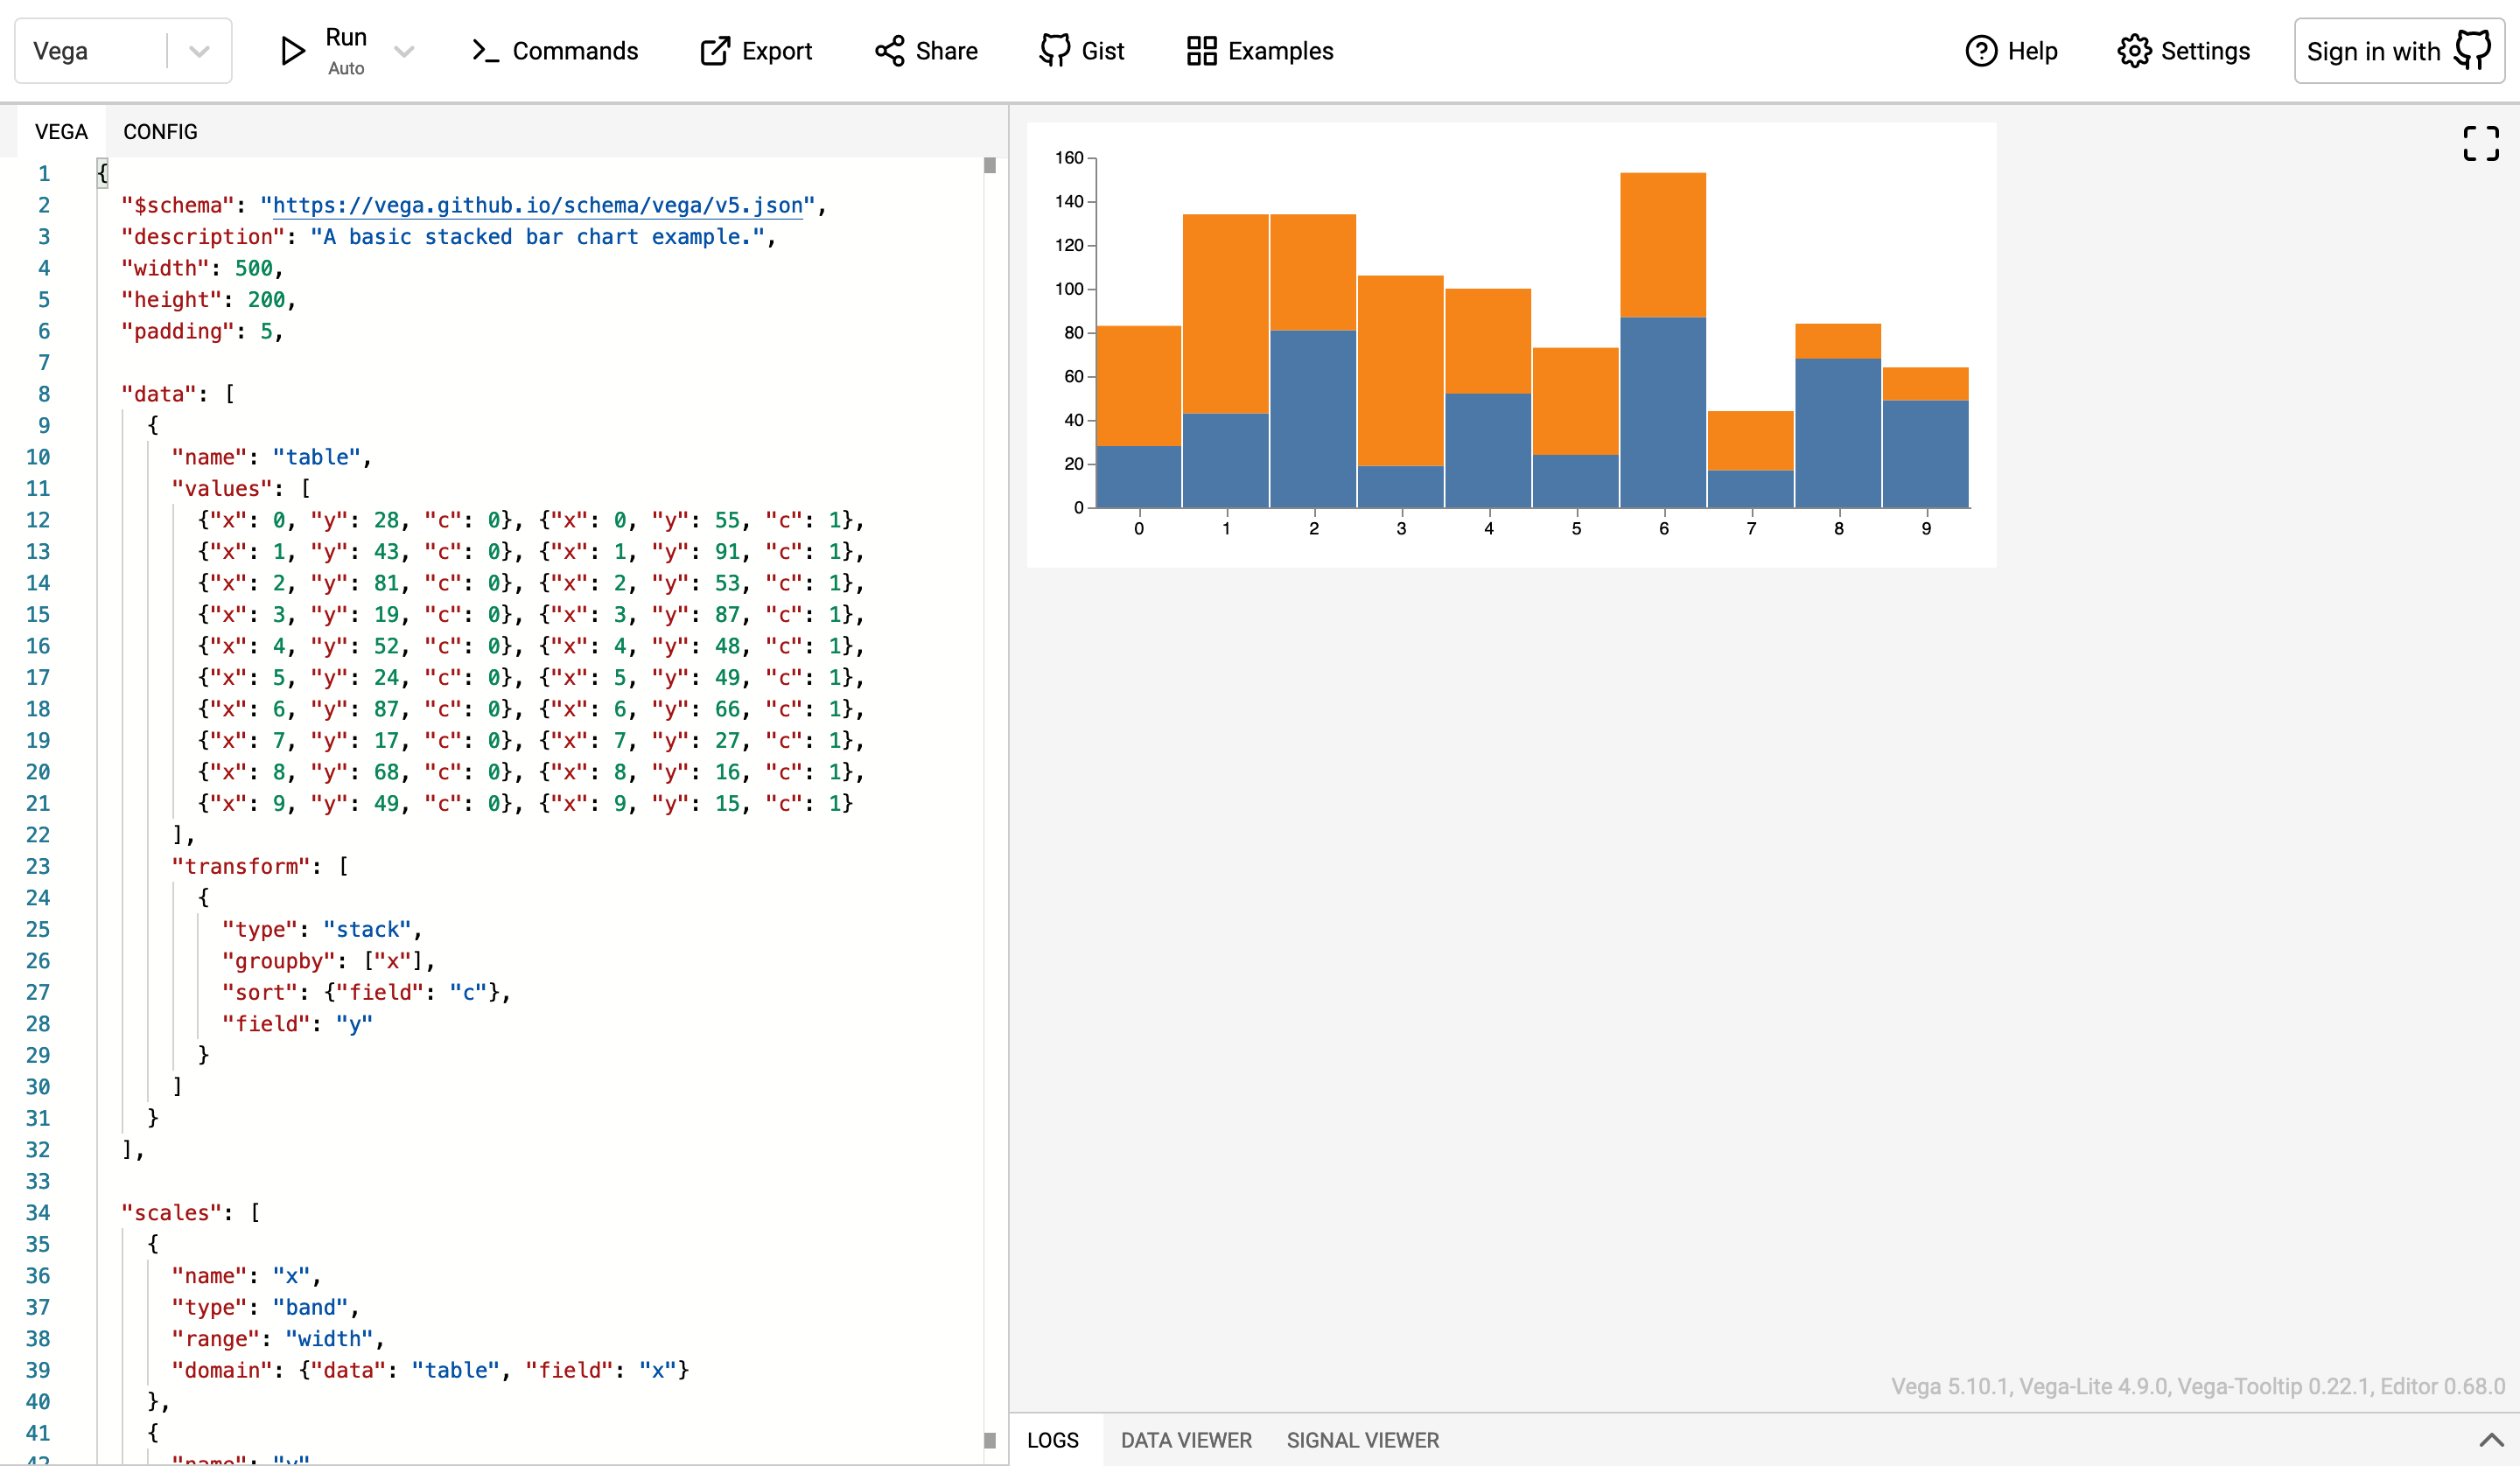 Vega
Run
Auto
Commands
Export
Share
Gist
Examples
Help
Settings
Sign in with
VEGA
CONFIG
1 {
2 "$schema": "https://vega.github.io/schema/vega/v5.json",
3 "description": "A basic stacked bar chart example.",
4 "width": 500,
5 "height": 200,
6 "padding": 5,
7
8 "data": [
9 {
10 "name": "table",
11 "values": [
12 {"x": 0, "y": 28, "c": 0}, {"x": 0, "y": 55, "c": 1},
13 {"x": 1, "y": 43, "c": 0}, {"x": 1, "y": 91, "c": 1},
14 {"x": 2, "y": 81, "c": 0}, {"x": 2, "y": 53, "c": 1},
15 {"x": 3, "y": 19, "c": 0}, {"x": 3, "y": 87, "c": 1},
16 {"x": 4, "y": 52, "c": 0}, {"x": 4, "y": 48, "c": 1},
17 {"x": 5, "y": 24, "c": 0}, {"x": 5, "y": 49, "c": 1},
18 {"x": 6, "y": 87, "c": 0}, {"x": 6, "y": 66, "c": 1},
19 {"x": 7, "y": 17, "c": 0}, {"x": 7, "y": 27, "c": 1},
20 {"x": 8, "y": 68, "c": 0}, {"x": 8, "y": 16, "c": 1},
21 {"x": 9, "y": 49, "c": 0}, {"x": 9, "y": 15, "c": 1}
22 ],
23 "transform": [
24 {
25 "type": "stack",
26 "groupby": ["x"],
27 "sort": {"field": "c"},
28 "field": "y"
29 }
30 ]
31 }
32 ],
33
34 "scales": [
35 {
36 "name": "x",
37 "type": "band",
38 "range": "width",
39 "domain": {"data": "table", "field": "x"}
40 },
41 {
42 "name": "y"
160
140
120
100
80
60
40
20
0
0 1 2 3 4 5 6 7 8 9
Vega 5.10.1, Vega-Lite 4.9.0, Vega-Tooltip 0.22.1, Editor 0.68.0
LOGS
DATA VIEWER
SIGNAL VIEWER